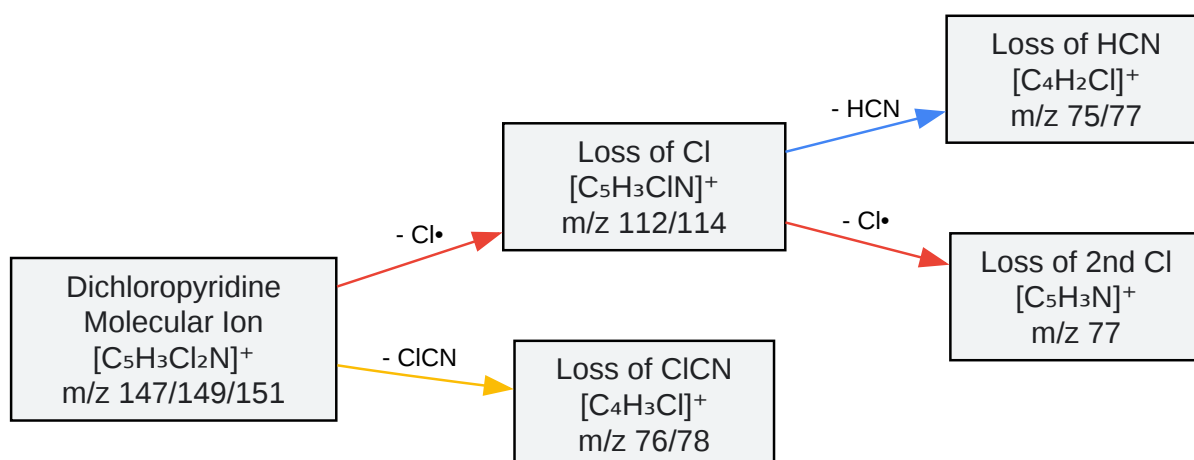 Dichloropyridine
Molecular Ion
[C₅H₃Cl₂N]⁺
m/z 147/149/151
- Cl•
- ClCN
Loss of Cl
[C₅H₃ClN]⁺
m/z 112/114
Loss of ClCN
[C₄H₃Cl]⁺
m/z 76/78
- HCN
- Cl•
Loss of HCN
[C₄H₂Cl]⁺
m/z 75/77
Loss of 2nd Cl
[C₅H₃N]⁺
m/z 77